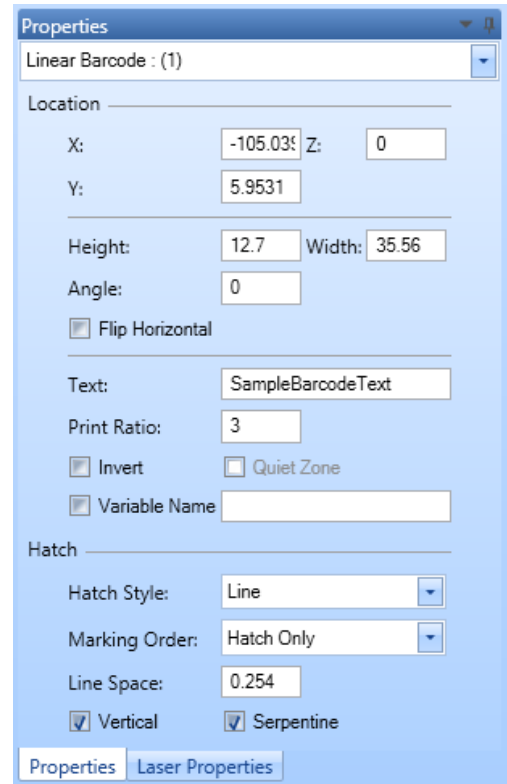 Properties
Linear Barcode : (1)
Location
X: -105.039 Z: 0
Y: 5.9531
Height: 12.7 Width: 35.56
Angle: 0
Flip Horizontal
Text: SampleBarcodeText
Print Ratio: 3
Invert Quiet Zone
Variable Name
Hatch
Hatch Style: Line
Marking Order: Hatch Only
Line Space: 0.254
Vertical Serpentine
Properties Laser Properties